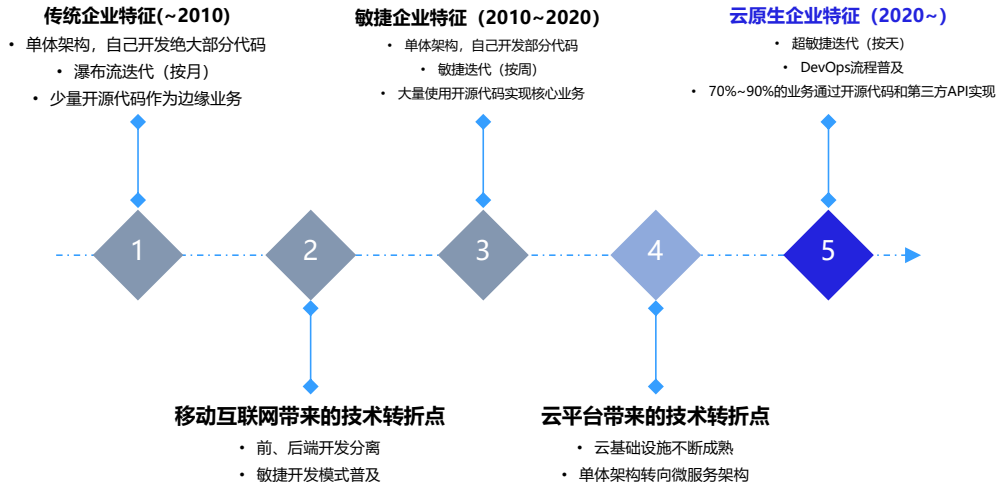 传统企业特征(~2010)
• 单体架构，自己开发绝大部分代码
• 瀑布流迭代（按月）
• 少量开源代码作为边缘业务
敏捷企业特征（2010~2020）
• 单体架构，自己开发部分代码
• 敏捷迭代（按周）
• 大量使用开源代码实现核心业务
云原生企业特征（2020~）
• 超敏捷迭代（按天）
• DevOps流程普及
• 70%~90%的业务通过开源代码和第三方API实现
1
2
3
4
5
移动互联网带来的技术转折点
• 前、后端开发分离
• 敏捷开发模式普及
云平台带来的技术转折点
• 云基础设施不断成熟
• 单体架构转向微服务架构